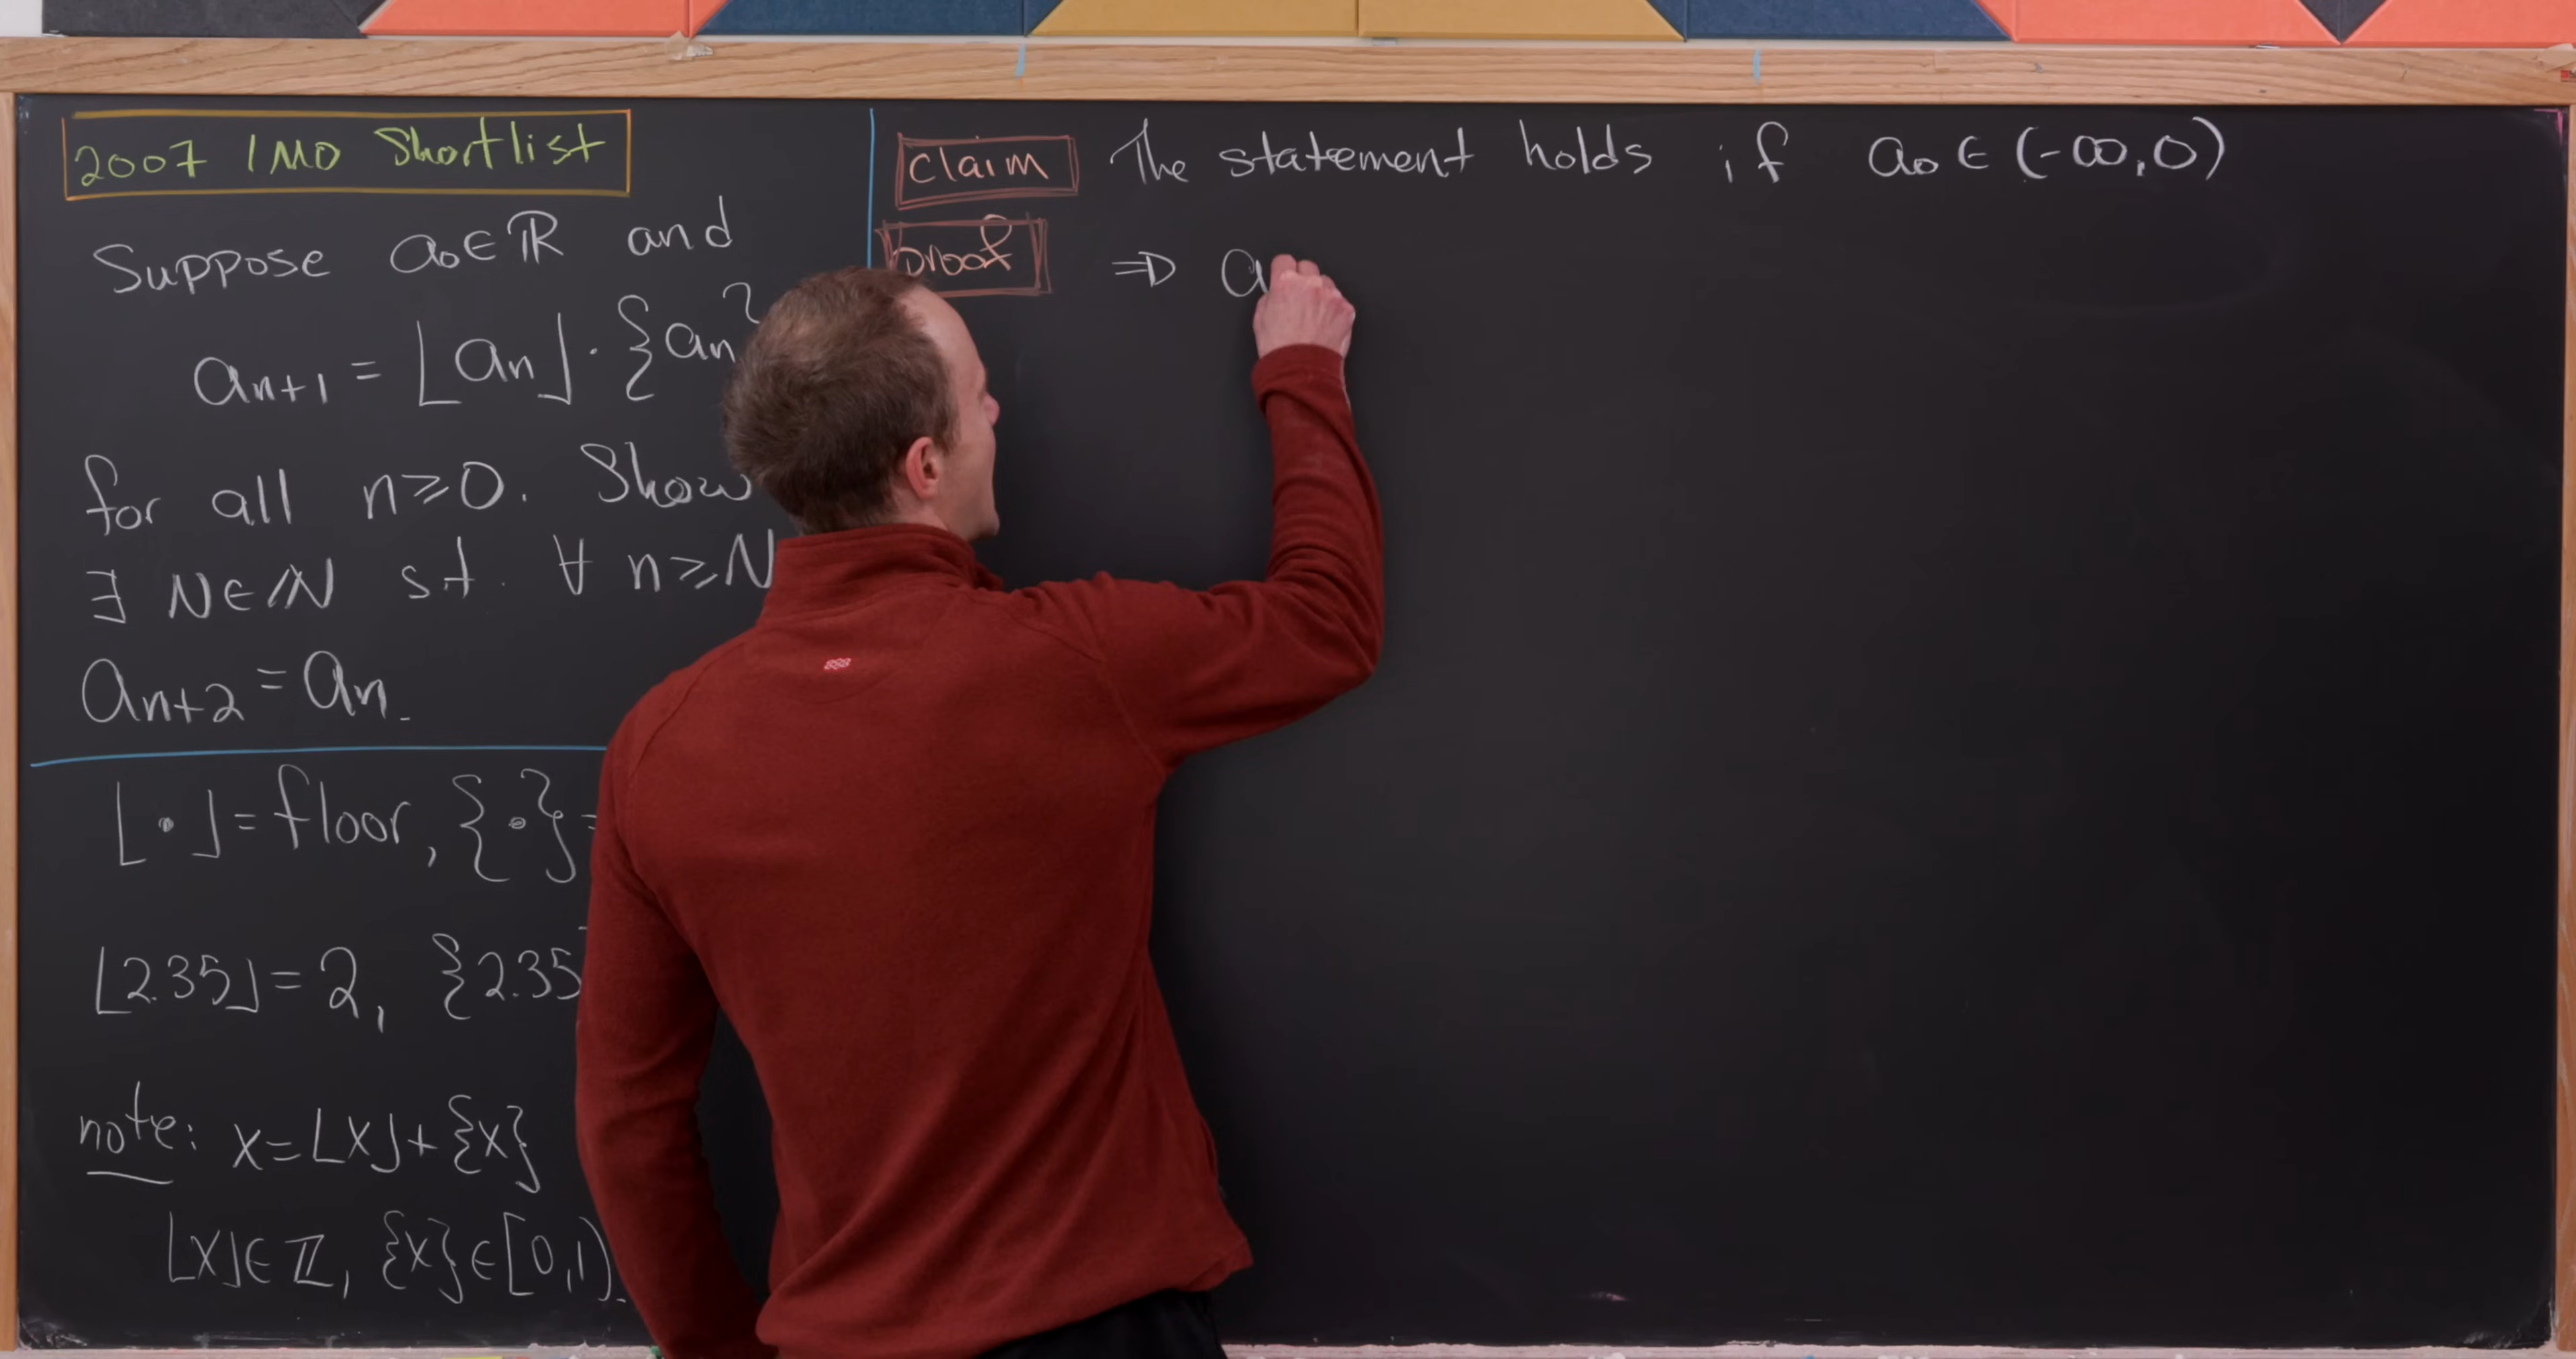 2007 IMO Shortlist
Suppose a₀∈ℝ and
aₙ₊₁ = ⌊aₙ⌋·{aₙ}
for all n≥0. Show
∃ N∈ℕ st. ∀ n≥N
aₙ₊₂ = aₙ.
⌊·⌋ = floor, {·} =
⌊2.35⌋ = 2, {2.35
note: x=⌊x⌋+{x}
⌊x⌋∈ℤ, {x}∈[0,1).
Claim The statement holds if a₀∈(-∞,0)
proof ⇒ a